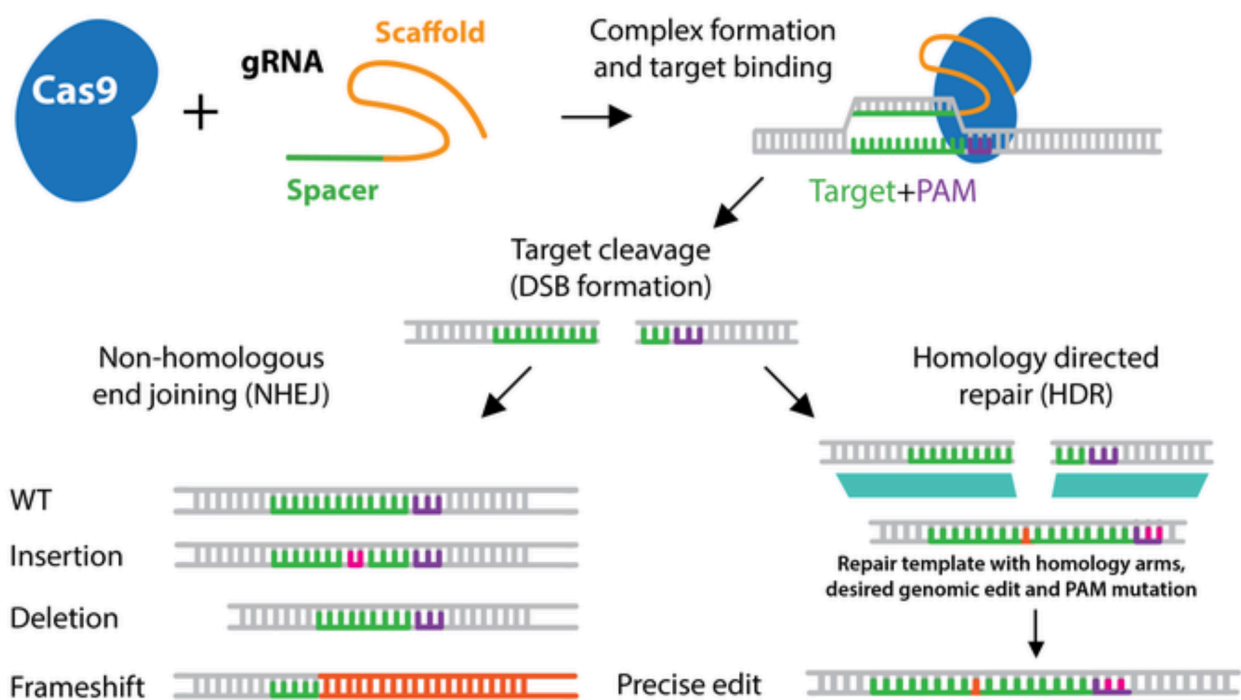 Cas9
+
gRNA
Scaffold
Spacer
Complex formation
and target binding
Target+PAM
Target cleavage
(DSB formation)
Non-homologous
end joining (NHEJ)
Homology directed
repair (HDR)
WT
Insertion
Deletion
Frameshift
Repair template with homology arms,
desired genomic edit and PAM mutation
Precise edit